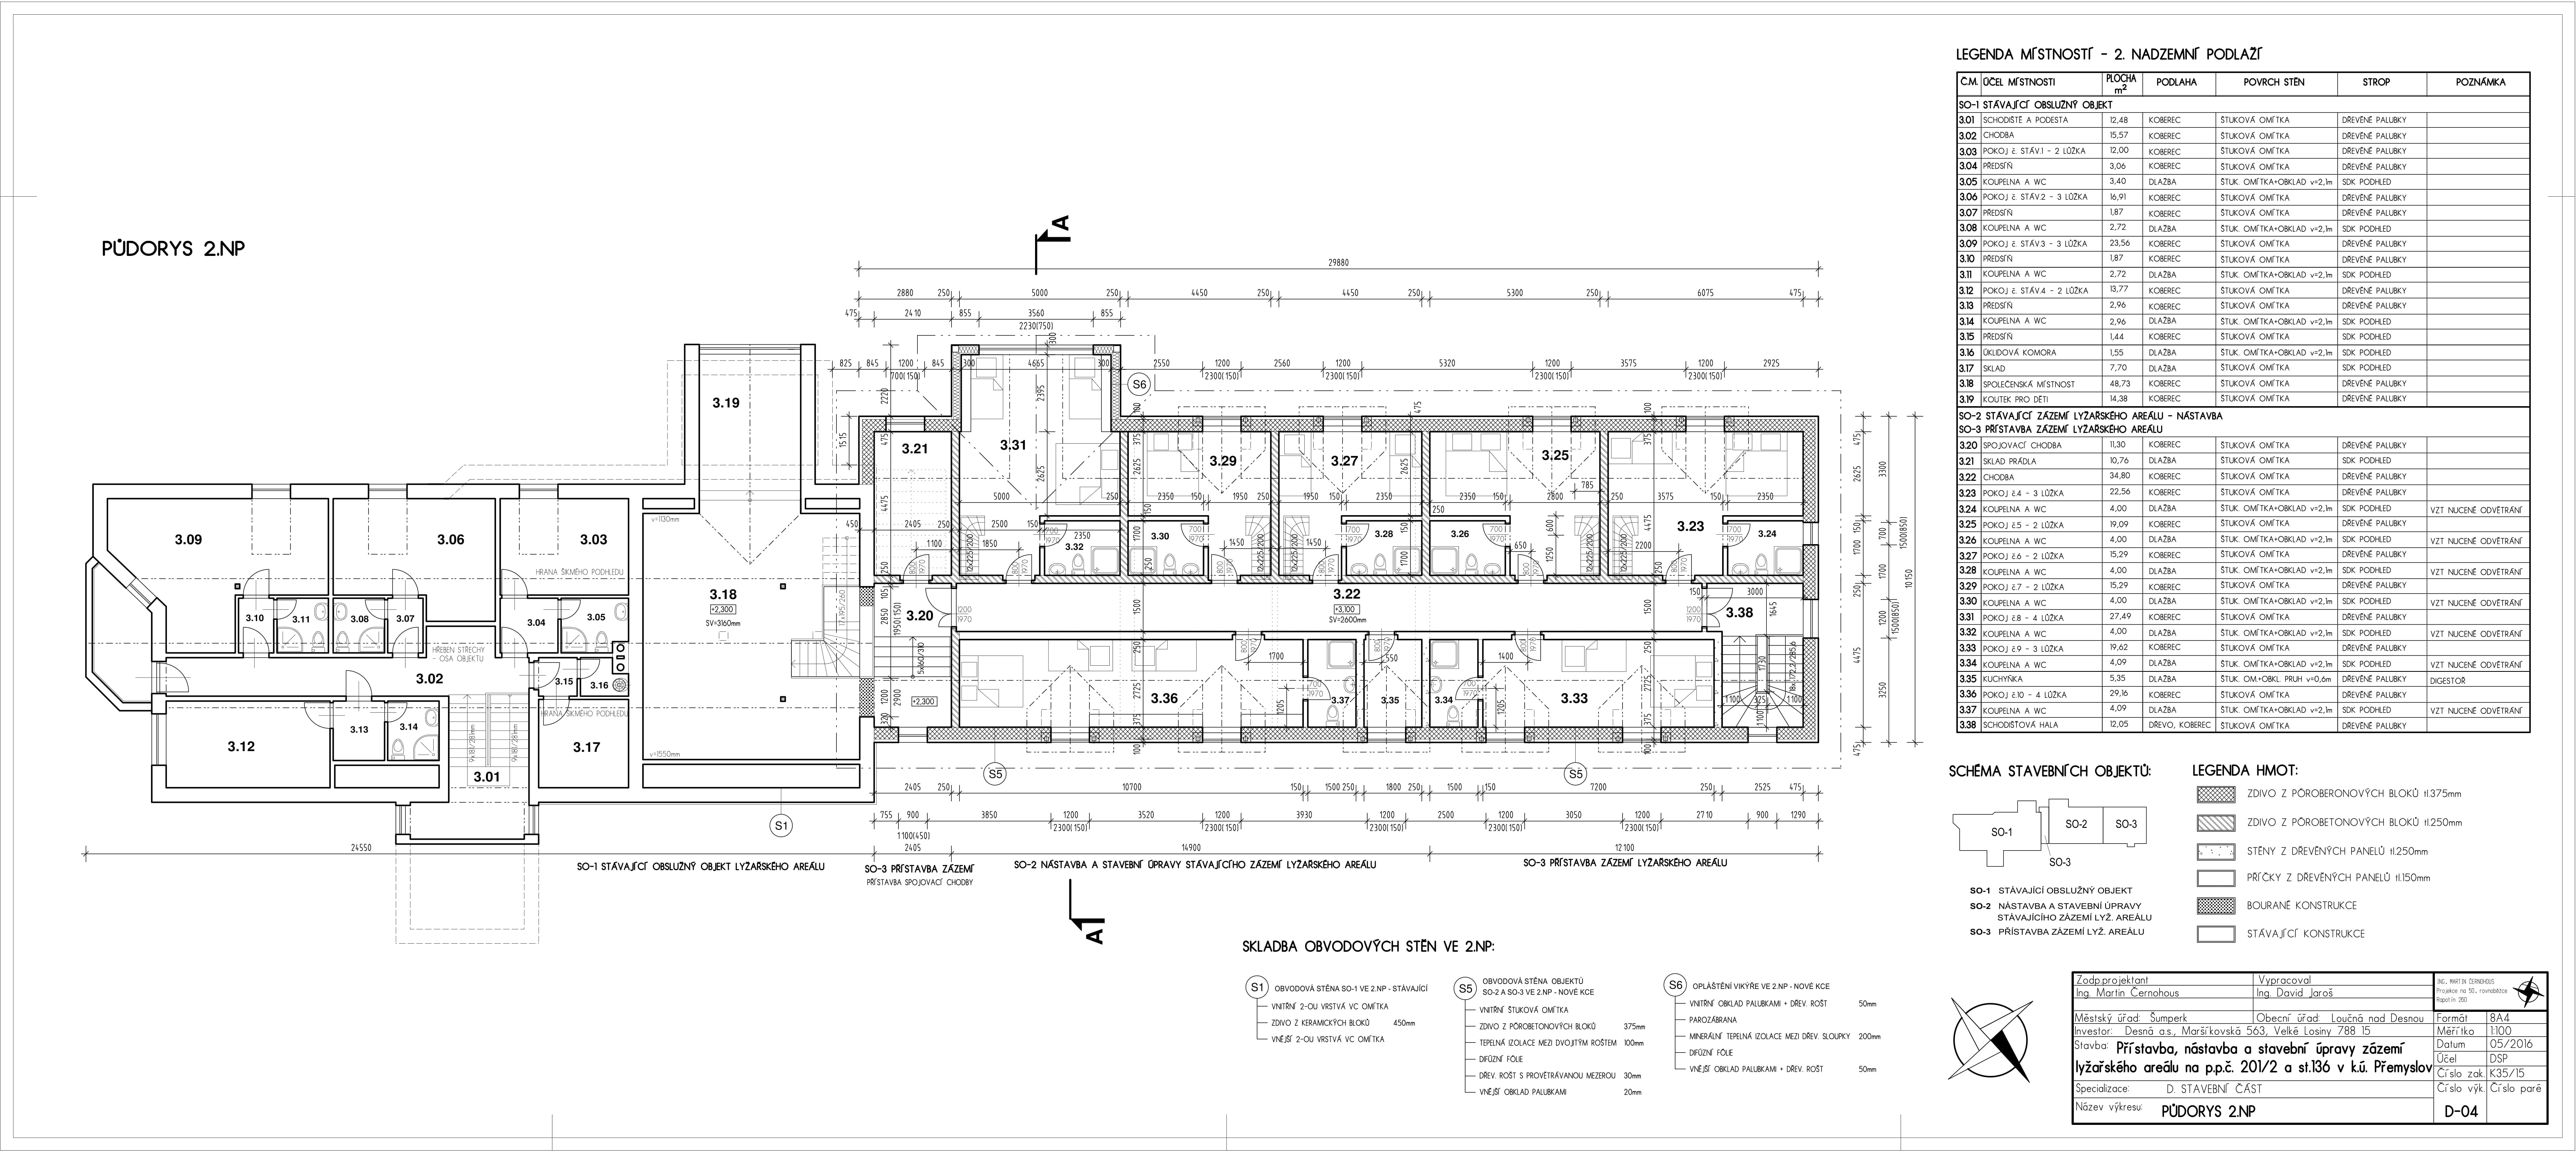 PŮDORYS 2.NP
A
29880
2880 250 5000 250 4450 250 4450 250 5300 250 6075 475
475 2410 855 3560 855
2230(750)
300
825 845 1200 845 300 4665 300 2550 1200 2560 1200 5320 1200 3575 1200 2925
700(150) 2300(150) 2300(150) 2300(150) 2300(150)
S6
3.19
3.21
3.31
3.29
3.27
3.25
3.23
5000 250 2350 150 1950 250 1950 150 2350 2350 150 2800 250 3575 150 2350
785
v=1130mm
450 2405 250 2500 150
3.09
3.06
3.03
3.32
3.30
3.28
3.26
3.24
1100 1850 2350 1450 1450 650 2200
HRANA ŠIKMÉHO PODHLEDU
3.18
+2,300
SV=3160mm
3.20
3.22
+3,100
SV=2600mm
3.38
150 3000
3.10
3.11
3.08
3.07
3.04
3.05
HŘEBEN STŘECHY
- OSA OBJEKTU
3.02
3.15
3.16
1700 550 1400
+2,300
3.36
3.37
3.35
3.34
3.33
HRANA ŠIKMÉHO PODHLEDU
3.12
3.13
3.14
3.17
3.01
v=1550mm
1100 325 1100
S5
S5
S1
2405 250 10700 150 1500 250 1800 250 1500 150 7200 250 2525 475
755 900 3850 1200 3520 1200 3930 1200 2500 1200 3050 1200 2710 900 1290
1100(450) 2300(150) 2300(150) 2300(150) 2300(150) 2300(150)
24550 2405 14900 12100
SO-1 STÁVAJÍCÍ OBSLUŽNÝ OBJEKT LYŽAŘSKÉHO AREÁLU
SO-3 PŘÍSTAVBA ZÁZEMÍ
PŘÍSTAVBA SPOJOVACÍ CHODBY
SO-2 NÁSTAVBA A STAVEBNÍ ÚPRAVY STÁVAJÍCÍHO ZÁZEMÍ LYŽAŘSKÉHO AREÁLU
SO-3 PŘÍSTAVBA ZÁZEMÍ LYŽAŘSKÉHO AREÁLU
A
SKLADBA OBVODOVÝCH STĚN VE 2.NP:
S1 OBVODOVÁ STĚNA SO-1 VE 2.NP - STÁVAJÍCÍ
VNITŘNÍ 2-OU VRSTVÁ VC OMÍTKA
ZDIVO Z KERAMICKÝCH BLOKŮ 450mm
VNĚJŠÍ 2-OU VRSTVÁ VC OMÍTKA
S5 OBVODOVÁ STĚNA OBJEKTŮ
SO-2 A SO-3 VE 2.NP - NOVÉ KCE
VNITŘNÍ ŠTUKOVÁ OMÍTKA
ZDIVO Z PÓROBETONOVÝCH BLOKŮ 375mm
TEPELNÁ IZOLACE MEZI DVOJITÝM ROŠTEM 100mm
DIFÚZNÍ FÓLIE
DŘEV. ROŠT S PROVĚTRÁVANOU MEZEROU 30mm
VNĚJŠÍ OBKLAD PALUBKAMI 20mm
S6 OPLÁŠTĚNÍ VIKÝŘE VE 2.NP - NOVÉ KCE
VNITŘNÍ OBKLAD PALUBKAMI + DŘEV. ROŠT 50mm
PAROZÁBRANA
MINERÁLNÍ TEPELNÁ IZOLACE MEZI DŘEV. SLOUPKY 200mm
DIFÚZNÍ FÓLIE
VNĚJŠÍ OBKLAD PALUBKAMI + DŘEV. ROŠT 50mm
LEGENDA MÍSTNOSTÍ - 2. NADZEMNÍ PODLAŽÍ
Č.M. ÚČEL MÍSTNOSTI PLOCHA m2 PODLAHA POVRCH STĚN STROP POZNÁMKA
SO-1 STÁVAJÍCÍ OBSLUŽNÝ OBJEKT
3.01 SCHODIŠTĚ A PODESTA 12,48 KOBEREC ŠTUKOVÁ OMÍTKA DŘEVĚNÉ PALUBKY
3.02 CHODBA 15,57 KOBEREC ŠTUKOVÁ OMÍTKA DŘEVĚNÉ PALUBKY
3.03 POKOJ č. STÁV.1 - 2 LŮŽKA 12,00 KOBEREC ŠTUKOVÁ OMÍTKA DŘEVĚNÉ PALUBKY
3.04 PŘEDSÍŇ 3,06 KOBEREC ŠTUKOVÁ OMÍTKA DŘEVĚNÉ PALUBKY
3.05 KOUPELNA A WC 3,40 DLAŽBA ŠTUK. OMÍTKA+OBKLAD v=2,1m SDK PODHLED
3.06 POKOJ č. STÁV.2 - 3 LŮŽKA 16,91 KOBEREC ŠTUKOVÁ OMÍTKA DŘEVĚNÉ PALUBKY
3.07 PŘEDSÍŇ 1,87 KOBEREC ŠTUKOVÁ OMÍTKA DŘEVĚNÉ PALUBKY
3.08 KOUPELNA A WC 2,72 DLAŽBA ŠTUK. OMÍTKA+OBKLAD v=2,1m SDK PODHLED
3.09 POKOJ č. STÁV.3 - 3 LŮŽKA 23,56 KOBEREC ŠTUKOVÁ OMÍTKA DŘEVĚNÉ PALUBKY
3.10 PŘEDSÍŇ 1,87 KOBEREC ŠTUKOVÁ OMÍTKA DŘEVĚNÉ PALUBKY
3.11 KOUPELNA A WC 2,72 DLAŽBA ŠTUK. OMÍTKA+OBKLAD v=2,1m SDK PODHLED
3.12 POKOJ č. STÁV.4 - 2 LŮŽKA 13,77 KOBEREC ŠTUKOVÁ OMÍTKA DŘEVĚNÉ PALUBKY
3.13 PŘEDSÍŇ 2,96 KOBEREC ŠTUKOVÁ OMÍTKA DŘEVĚNÉ PALUBKY
3.14 KOUPELNA A WC 2,96 DLAŽBA ŠTUK. OMÍTKA+OBKLAD v=2,1m SDK PODHLED
3.15 PŘEDSÍŇ 1,44 KOBEREC ŠTUKOVÁ OMÍTKA SDK PODHLED
3.16 ÚKLIDOVÁ KOMORA 1,55 DLAŽBA ŠTUK. OMÍTKA+OBKLAD v=2,1m SDK PODHLED
3.17 SKLAD 7,70 DLAŽBA ŠTUKOVÁ OMÍTKA SDK PODHLED
3.18 SPOLEČENSKÁ MÍSTNOST 48,73 KOBEREC ŠTUKOVÁ OMÍTKA DŘEVĚNÉ PALUBKY
3.19 KOUTEK PRO DĚTI 14,38 KOBEREC ŠTUKOVÁ OMÍTKA DŘEVĚNÉ PALUBKY
SO-2 STÁVAJÍCÍ ZÁZEMÍ LYŽAŘSKÉHO AREÁLU - NÁSTAVBA
SO-3 PŘÍSTAVBA ZÁZEMÍ LYŽAŘSKÉHO AREÁLU
3.20 SPOJOVACÍ CHODBA 11,30 KOBEREC ŠTUKOVÁ OMÍTKA DŘEVĚNÉ PALUBKY
3.21 SKLAD PRÁDLA 10,76 DLAŽBA ŠTUKOVÁ OMÍTKA SDK PODHLED
3.22 CHODBA 34,80 KOBEREC ŠTUKOVÁ OMÍTKA DŘEVĚNÉ PALUBKY
3.23 POKOJ č.4 - 3 LŮŽKA 22,56 KOBEREC ŠTUKOVÁ OMÍTKA DŘEVĚNÉ PALUBKY
3.24 KOUPELNA A WC 4,00 DLAŽBA ŠTUK. OMÍTKA+OBKLAD v=2,1m SDK PODHLED VZT NUCENÉ ODVĚTRÁNÍ
3.25 POKOJ č.5 - 2 LŮŽKA 19,09 KOBEREC ŠTUKOVÁ OMÍTKA DŘEVĚNÉ PALUBKY
3.26 KOUPELNA A WC 4,00 DLAŽBA ŠTUK. OMÍTKA+OBKLAD v=2,1m SDK PODHLED VZT NUCENÉ ODVĚTRÁNÍ
3.27 POKOJ č.6 - 2 LŮŽKA 15,29 KOBEREC ŠTUKOVÁ OMÍTKA DŘEVĚNÉ PALUBKY
3.28 KOUPELNA A WC 4,00 DLAŽBA ŠTUK. OMÍTKA+OBKLAD v=2,1m SDK PODHLED VZT NUCENÉ ODVĚTRÁNÍ
3.29 POKOJ č.7 - 2 LŮŽKA 15,29 KOBEREC ŠTUKOVÁ OMÍTKA DŘEVĚNÉ PALUBKY
3.30 KOUPELNA A WC 4,00 DLAŽBA ŠTUK. OMÍTKA+OBKLAD v=2,1m SDK PODHLED VZT NUCENÉ ODVĚTRÁNÍ
3.31 POKOJ č.8 - 4 LŮŽKA 27,49 KOBEREC ŠTUKOVÁ OMÍTKA DŘEVĚNÉ PALUBKY
3.32 KOUPELNA A WC 4,00 DLAŽBA ŠTUK. OMÍTKA+OBKLAD v=2,1m SDK PODHLED VZT NUCENÉ ODVĚTRÁNÍ
3.33 POKOJ č.9 - 3 LŮŽKA 19,62 KOBEREC ŠTUKOVÁ OMÍTKA DŘEVĚNÉ PALUBKY
3.34 KOUPELNA A WC 4,09 DLAŽBA ŠTUK. OMÍTKA+OBKLAD v=2,1m SDK PODHLED VZT NUCENÉ ODVĚTRÁNÍ
3.35 KUCHYŇKA 5,35 DLAŽBA ŠTUK. OM.+OBKL. PRUH v=0,6m DŘEVĚNÉ PALUBKY DIGESTOŘ
3.36 POKOJ č.10 - 4 LŮŽKA 29,16 KOBEREC ŠTUKOVÁ OMÍTKA DŘEVĚNÉ PALUBKY
3.37 KOUPELNA A WC 4,09 DLAŽBA ŠTUK. OMÍTKA+OBKLAD v=2,1m SDK PODHLED VZT NUCENÉ ODVĚTRÁNÍ
3.38 SCHODIŠŤOVÁ HALA 12,05 DŘEVO, KOBEREC ŠTUKOVÁ OMÍTKA DŘEVĚNÉ PALUBKY
SCHÉMA STAVEBNÍCH OBJEKTŮ:
SO-1
SO-2
SO-3
SO-3
SO-1 STÁVAJÍCÍ OBSLUŽNÝ OBJEKT
SO-2 NÁSTAVBA A STAVEBNÍ ÚPRAVY
STÁVAJÍCÍHO ZÁZEMÍ LYŽ. AREÁLU
SO-3 PŘÍSTAVBA ZÁZEMÍ LYŽ. AREÁLU
LEGENDA HMOT:
ZDIVO Z PÓROBERONOVÝCH BLOKŮ tl.375mm
ZDIVO Z PÓROBETONOVÝCH BLOKŮ tl.250mm
STĚNY Z DŘEVĚNÝCH PANELŮ tl.250mm
PŘÍČKY Z DŘEVĚNÝCH PANELŮ tl.150mm
BOURANÉ KONSTRUKCE
STÁVAJÍCÍ KONSTRUKCE
Zodp.projektant Vypracoval
Ing. Martin Černohous Ing. David Jaroš
ING. MARTIN ČERNOHOUS
Projekce na 50. rovnoběžce
Rapotín 260
Městský úřad: Šumperk Obecní úřad: Loučná nad Desnou Formát 8A4
Investor: Desná a.s., Maršíkovská 563, Velké Losiny 788 15 Měřítko 1:100
Stavba: Přístavba, nástavba a stavební úpravy zázemí
lyžařského areálu na p.p.č. 201/2 a st.136 v k.ú. Přemyslov
Datum 05/2016
Účel DSP
Číslo zak. K35/15
Specializace: D. STAVEBNÍ ČÁST Číslo výk. Číslo paré
Název výkresu: PŮDORYS 2.NP D-04